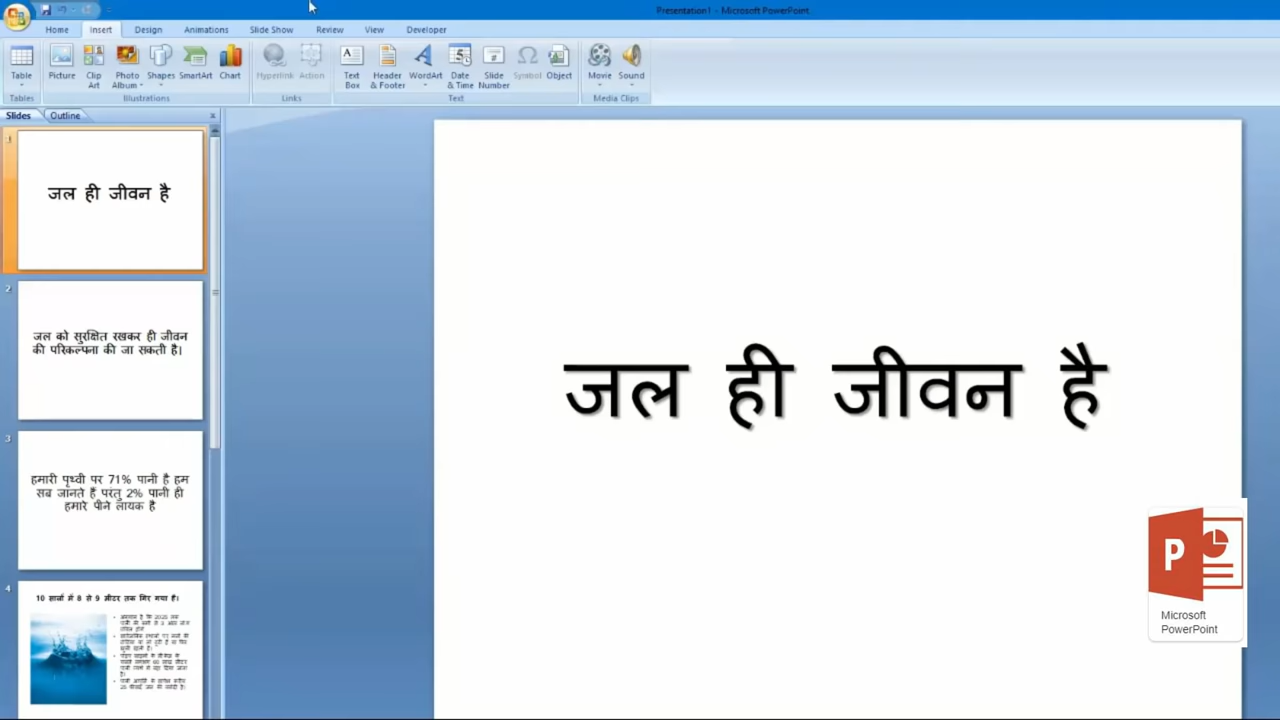 Presentation1 - Microsoft PowerPoint
Home Insert Design Animations Slide Show Review View Developer
Table Picture Clip Art Photo Album Shapes SmartArt Chart Hyperlink Action Text Box Header & Footer WordArt Date & Time Slide Number Symbol Object Movie Sound
Tables Illustrations Links Text Media Clips
Slides Outline
1
जल ही जीवन है
2
जल को सुरक्षित रखकर ही जीवन
की परिकल्पना की जा सकती है।
3
हमारी पृथ्वी पर 71% पानी है हम
सब जानते हैं परंतु 2% पानी ही
हमारे पीने लायक है
4
10 सालों में 8 से 9 मीटर तक गिर गया है।
जल ही जीवन है
P
Microsoft
PowerPoint